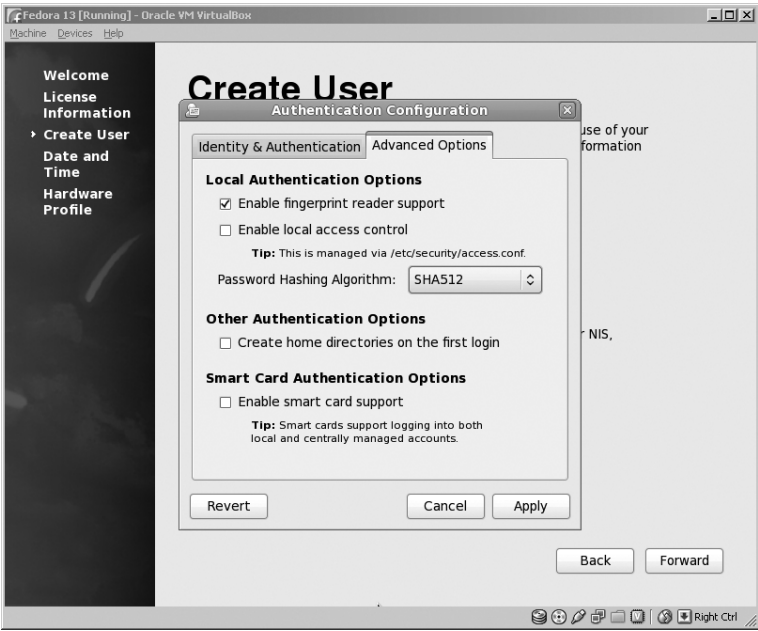 Fedora 13 [Running] - Oracle VM VirtualBox
Machine Devices Help
Welcome
License
Information
Create User
Date and
Time
Hardware
Profile
Create User
use of your
formation
r NIS,
Authentication Configuration
Identity & Authentication
Advanced Options
Local Authentication Options
Enable fingerprint reader support
Enable local access control
Tip: This is managed via /etc/security/access.conf.
Password Hashing Algorithm: SHA512
Other Authentication Options
Create home directories on the first login
Smart Card Authentication Options
Enable smart card support
Tip: Smart cards support logging into both
local and centrally managed accounts.
Revert
Cancel
Apply
Back
Forward
Right Ctrl